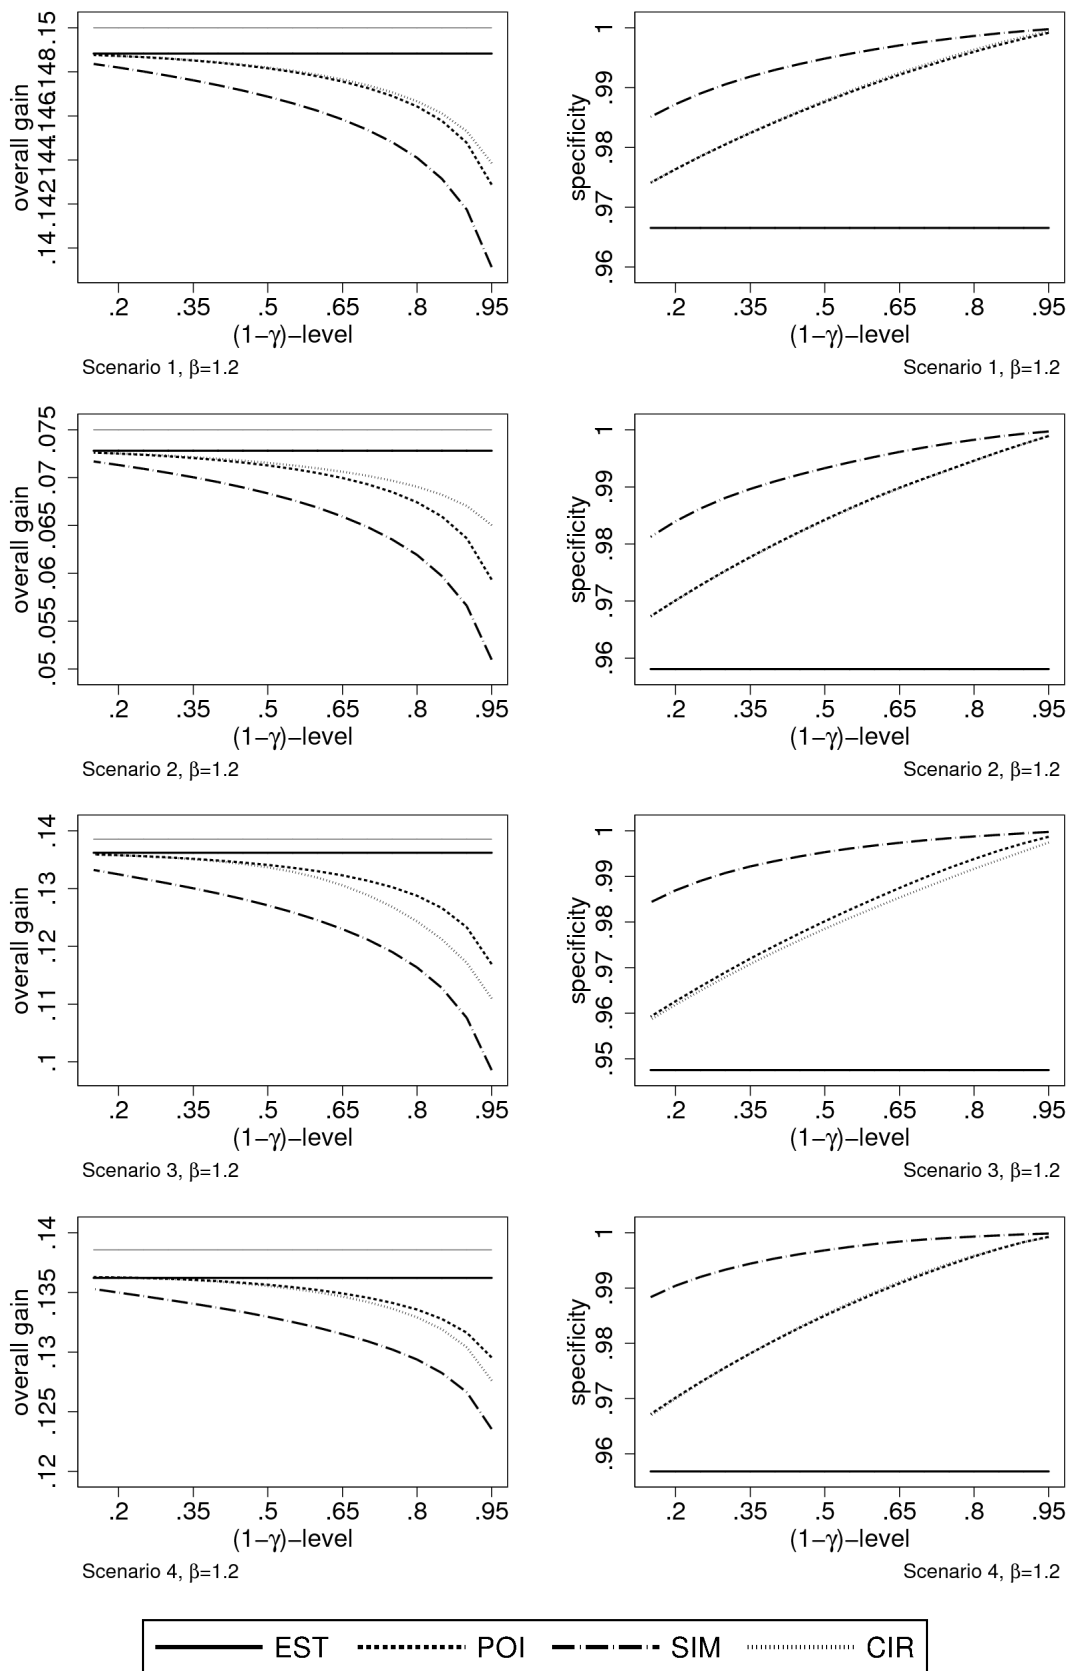 overall gain
.14 .142 .144 .146 .148 .15
.2 .35 .5 .65 .8 .95
(1−γ)−level
Scenario 1, β=1.2
specificity
.96 .97 .98 .99 1
.2 .35 .5 .65 .8 .95
(1−γ)−level
Scenario 1, β=1.2
overall gain
.05 .055 .06 .065 .07 .075
.2 .35 .5 .65 .8 .95
(1−γ)−level
Scenario 2, β=1.2
specificity
.96 .97 .98 .99 1
.2 .35 .5 .65 .8 .95
(1−γ)−level
Scenario 2, β=1.2
overall gain
.1 .11 .12 .13 .14
.2 .35 .5 .65 .8 .95
(1−γ)−level
Scenario 3, β=1.2
specificity
.95 .96 .97 .98 .99 1
.2 .35 .5 .65 .8 .95
(1−γ)−level
Scenario 3, β=1.2
overall gain
.12 .125 .13 .135 .14
.2 .35 .5 .65 .8 .95
(1−γ)−level
Scenario 4, β=1.2
specificity
.96 .97 .98 .99 1
.2 .35 .5 .65 .8 .95
(1−γ)−level
Scenario 4, β=1.2
EST POI SIM CIR